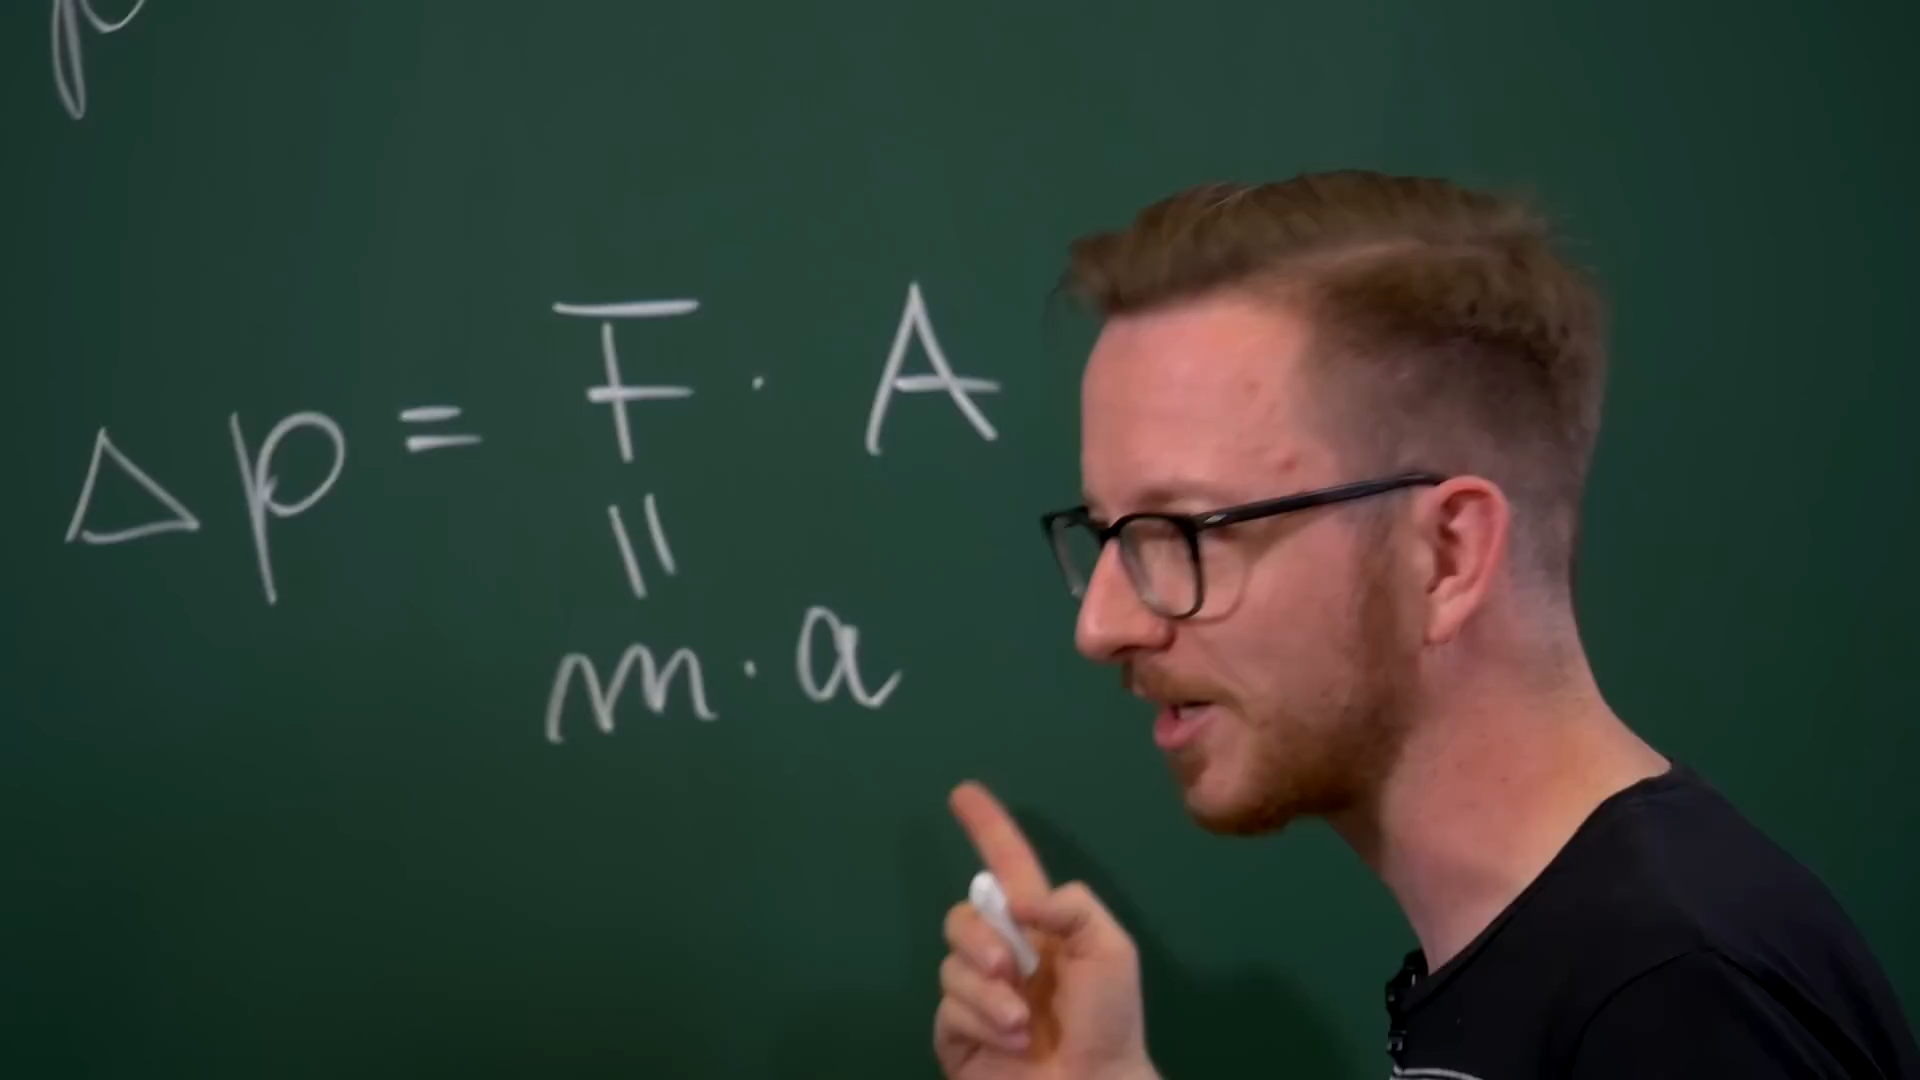 p
Δp = F · A
=
m · a